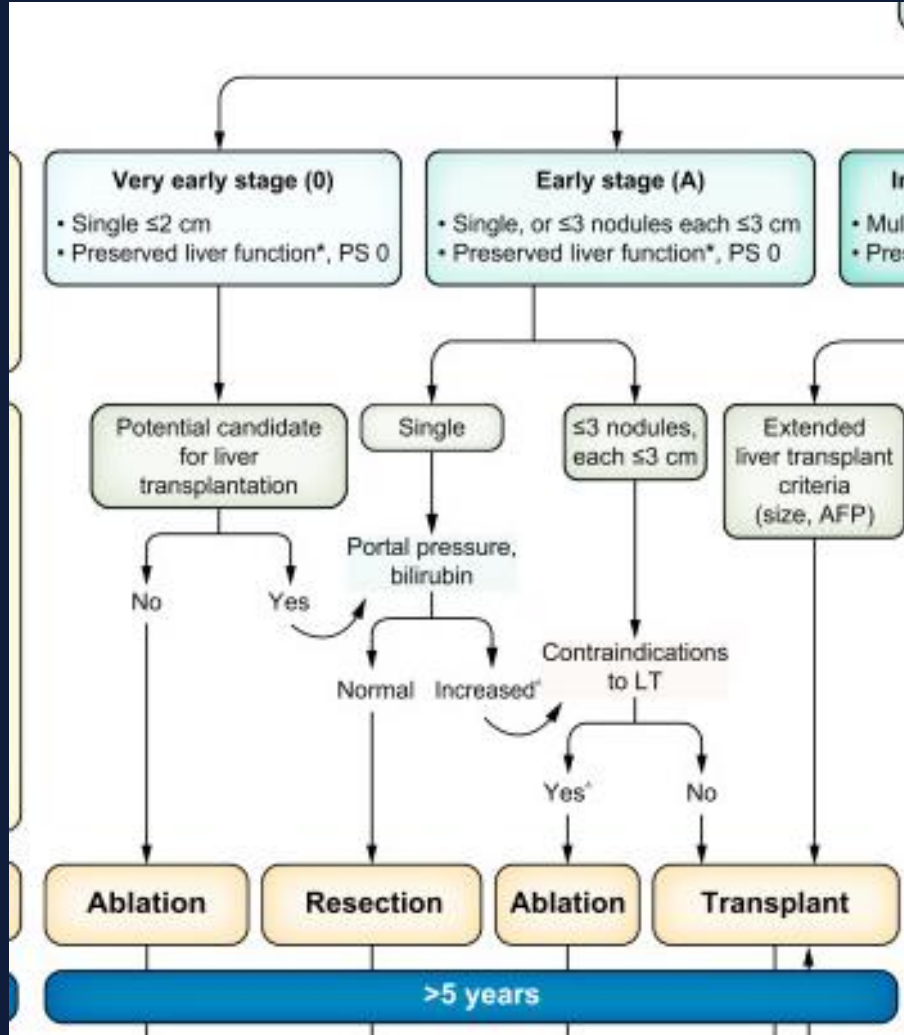 Very early stage (0)
• Single ≤2 cm
• Preserved liver function*, PS 0
Early stage (A)
• Single, or ≤3 nodules each ≤3 cm
• Preserved liver function*, PS 0
Potential candidate
for liver
transplantation
Single
≤3 nodules,
each ≤3 cm
Extended
liver transplant
criteria
(size, AFP)
Portal pressure,
bilirubin
No
Yes
Normal
Increased^
Contraindications
to LT
Yes^
No
Ablation
Resection
Ablation
Transplant
>5 years